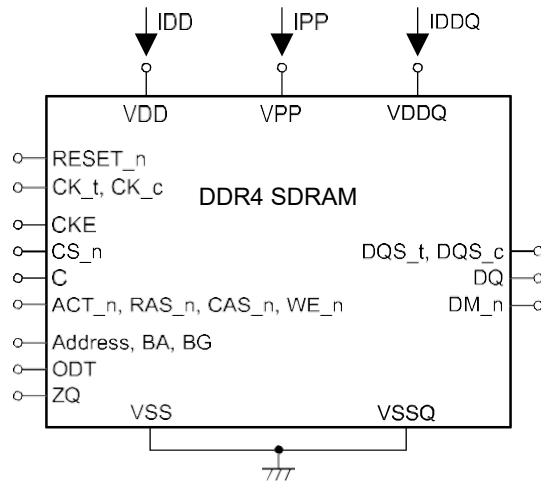 IDD IPP IDDQ
VDD VPP VDDQ
RESET_n
CK_t, CK_c
DDR4 SDRAM
CKE
CS_n
DQS_t, DQS_c
C
DQ
ACT_n, RAS_n, CAS_n, WE_n
DM_n
Address, BA, BG
ODT
ZQ
VSS VSSQ